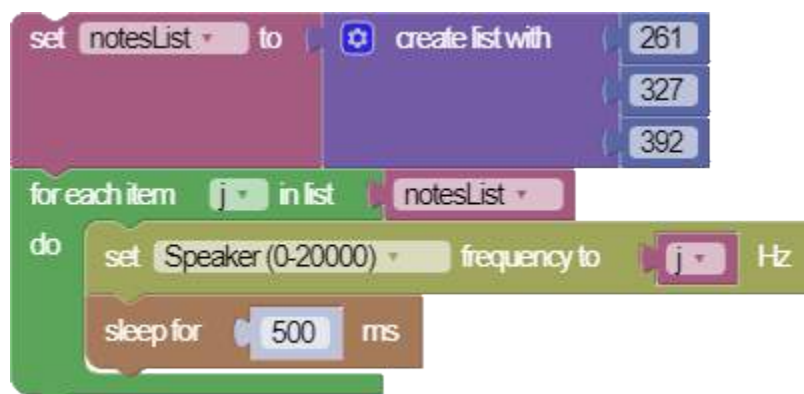 set notesList to create list with 261
327
392
for each item j in list notesList
do
set Speaker (0-20000) frequency to j Hz
sleep for 500 ms